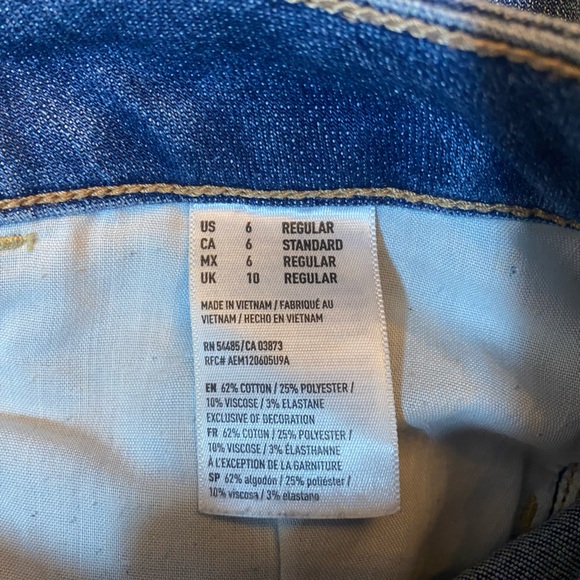 US 6 REGULAR
CA 6 STANDARD
MX 6 REGULAR
UK 10 REGULAR
MADE IN VIETNAM / FABRIQUÉ AU
VIETNAM / HECHO EN VIETNAM
RN 54485/CA 03873
RFC# AEM120605U9A
EN 62% COTTON / 25% POLYESTER /
10% VISCOSE / 3% ELASTANE
EXCLUSIVE OF DECORATION
FR 62% COTON / 25% POLYESTER /
10% VISCOSE / 3% ÉLASTHANNE
À L'EXCEPTION DE LA GARNITURE
SP 62% algodón / 25% poliéster /
10% viscosa / 3% elastano